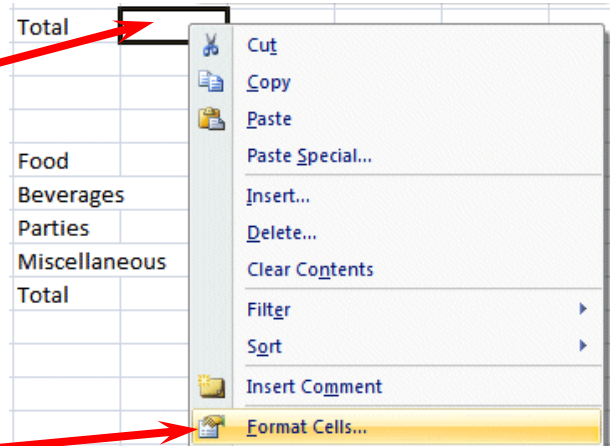 Total
Cut
Copy
Paste
Paste Special...
Food
Beverages
Insert...
Parties
Delete...
Miscellaneous
Clear Contents
Total
Filter
Sort
Insert Comment
Format Cells...